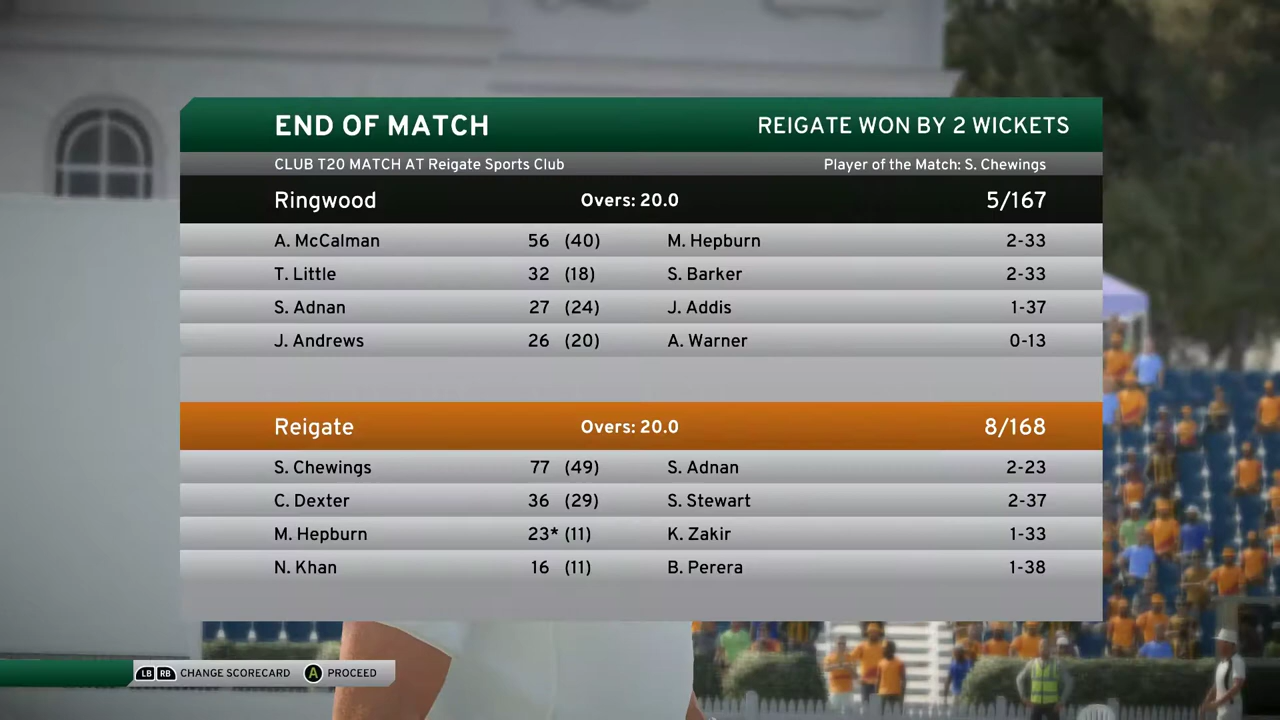 END OF MATCH REIGATE WON BY 2 WICKETS
CLUB T20 MATCH AT Reigate Sports Club Player of the Match: S. Chewings
Ringwood Overs: 20.0 5/167
A. McCalman 56 (40) M. Hepburn 2-33
T. Little 32 (18) S. Barker 2-33
S. Adnan 27 (24) J. Addis 1-37
J. Andrews 26 (20) A. Warner 0-13
Reigate Overs: 20.0 8/168
S. Chewings 77 (49) S. Adnan 2-23
C. Dexter 36 (29) S. Stewart 2-37
M. Hepburn 23* (11) K. Zakir 1-33
N. Khan 16 (11) B. Perera 1-38
LB RB CHANGE SCORECARD A PROCEED